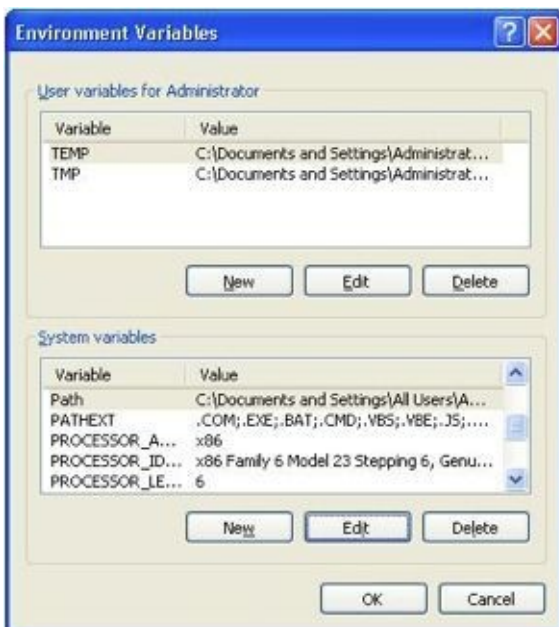 Environment Variables
User variables for Administrator
Variable Value
TEMP C:\Documents and Settings\Administrat...
TMP C:\Documents and Settings\Administrat...
New Edit Delete
System variables
Variable Value
Path C:\Documents and Settings\All Users\A...
PATHEXT .COM;.EXE;.BAT;.CMD;.VBS;.VBE;.JS;....
PROCESSOR_A... x86
PROCESSOR_ID... x86 Family 6 Model 23 Stepping 6, Genu...
PROCESSOR_LE... 6
New Edit Delete
OK Cancel